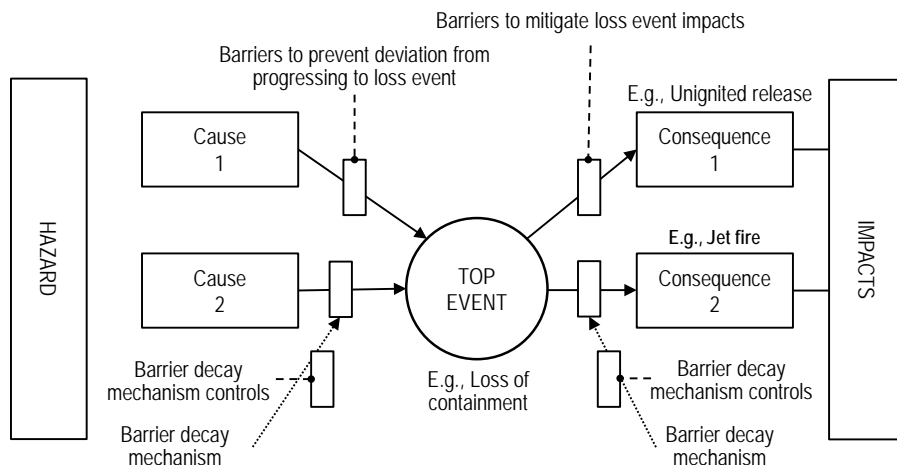 Barriers to mitigate loss event impacts
Barriers to prevent deviation from
progressing to loss event
E.g., Unignited release
Cause
1
Consequence
1
HAZARD
IMPACTS
E.g., Jet fire
Cause
2
TOP
EVENT
Consequence
2
Barrier decay
mechanism controls
E.g., Loss of
containment
Barrier decay
mechanism controls
Barrier decay
mechanism
Barrier decay
mechanism